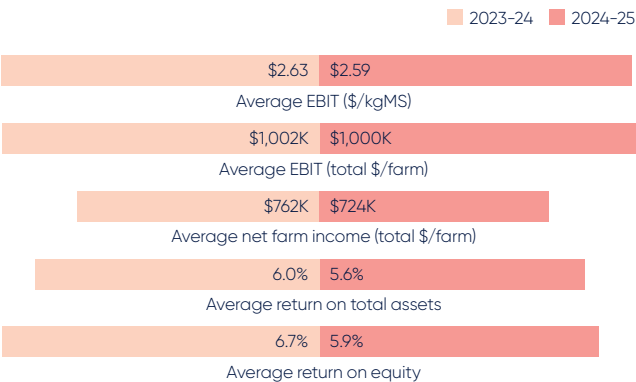 2023-24 2024-25
$2.63 $2.59
Average EBIT ($/kgMS)
$1,002K $1,000K
Average EBIT (total $/farm)
$762K $724K
Average net farm income (total $/farm)
6.0% 5.6%
Average return on total assets
6.7% 5.9%
Average return on equity